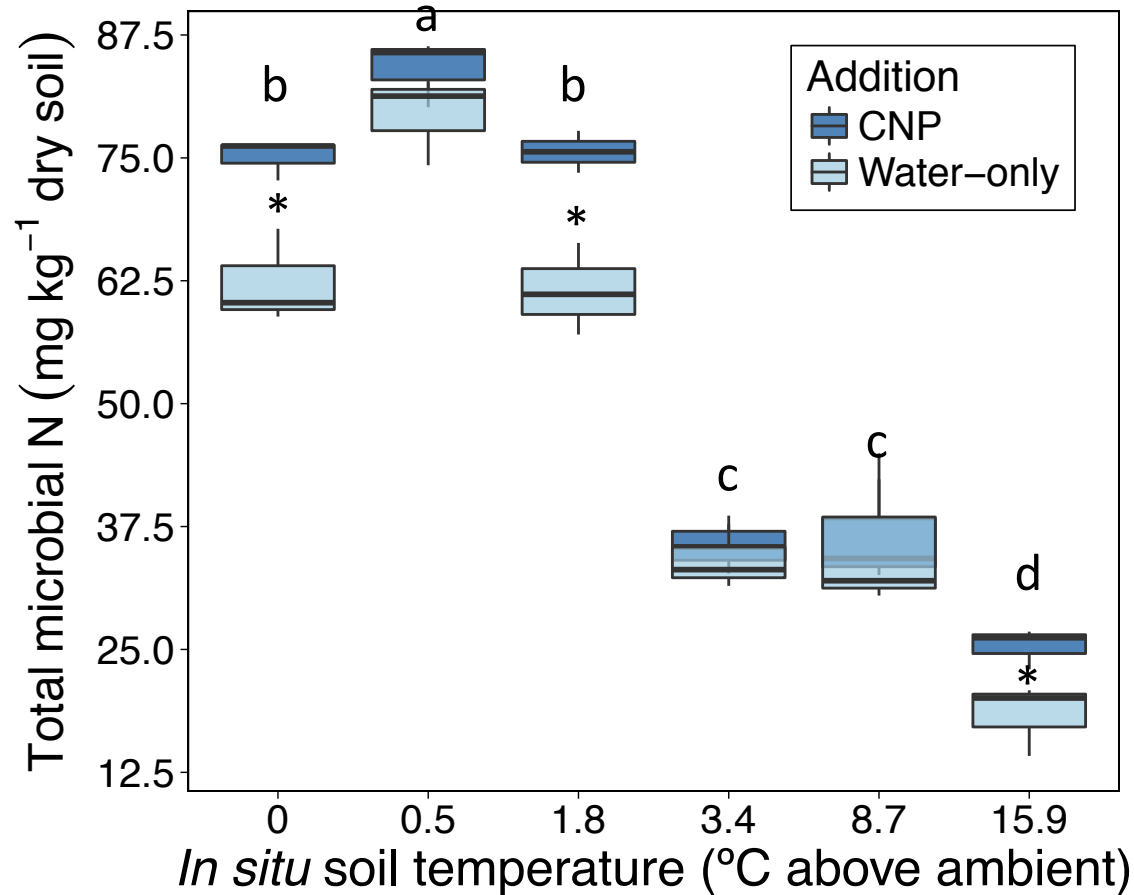 Total microbial N (mg kg⁻¹ dry soil)
87.5
75.0
62.5
50.0
37.5
25.0
12.5
a
b
b
*
*
c
c
d
*
Addition
CNP
Water−only
0 0.5 1.8 3.4 8.7 15.9
In situ soil temperature (ºC above ambient)